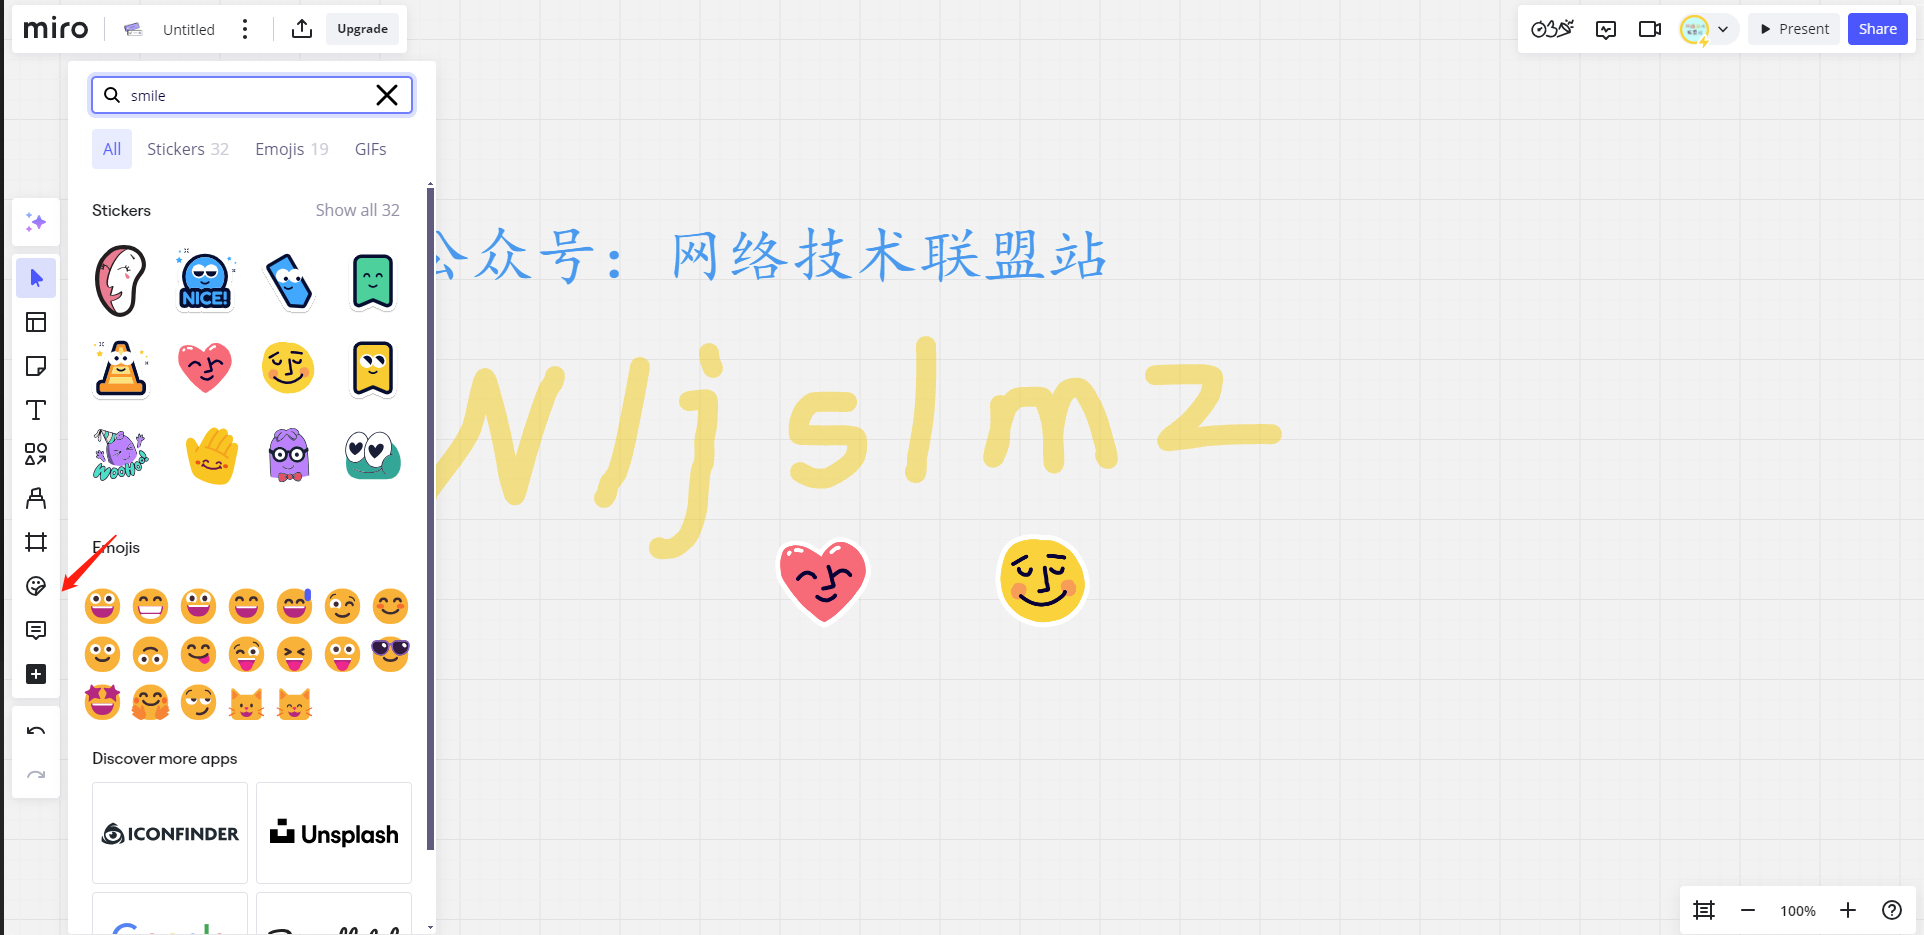 miro
Untitled
Upgrade
Present
Share
smile
All
Stickers 32
Emojis 19
GIFs
Stickers
Show all 32
NICE!
WOOHOO
Emojis
Discover more apps
ICONFINDER
Unsplash
公众号：网络技术联盟站
Wljslmz
100%